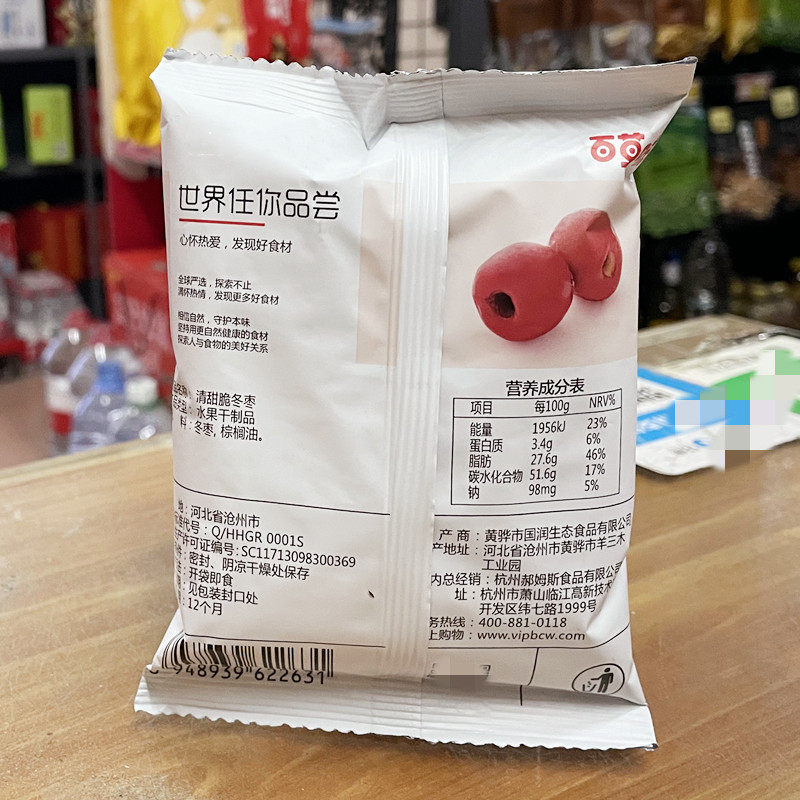 百草
世界任你品尝
心怀热爱，发现好食材
全球严选，探索不止
满怀热情，发现更多好食材
相信自然，守护本味
坚持用更自然健康的食材
探索人与食物的美好关系
清甜脆冬枣
水果干制品
料：冬枣，棕榈油。
营养成分表
项目 每100g NRV%
能量 1956kJ 23%
蛋白质 3.4g 6%
脂肪 27.6g 46%
碳水化合物 51.6g 17%
钠 98mg 5%
地：河北省沧州市
代号：Q/HHGR 0001S
产许可证编号：SC11713098300369
件：密封、阴凉干燥处保存
：开袋即食
：见包装封口处
：12个月
产商：黄骅市国润生态食品有限公司
产地址：河北省沧州市黄骅市羊三木
工业园
内总经销：杭州郝姆斯食品有限公司
址：杭州市萧山临江高新技术
开发区纬七路1999号
务热线：400-881-0118
上购物：www.vipbcw.com
948939 622631